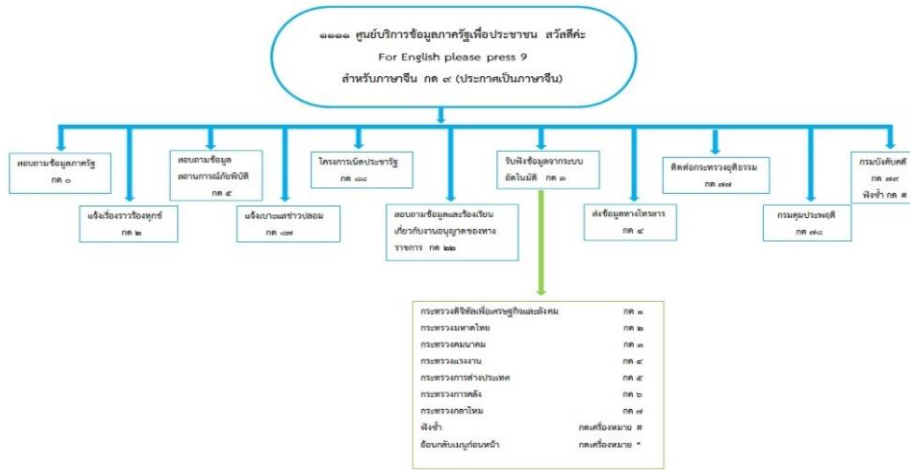 ๑๑๑๑ ศูนย์บริการข้อมูลภาครัฐเพื่อประชาชน สวัสดีค่ะ
For English please press 9
สำหรับภาษาจีน กด ๙ (ประกาศเป็นภาษาจีน)
สอบถามข้อมูลภาครัฐ
กด ๐
แจ้งเรื่องราวร้องทุกข์
กด ๒
สอบถามข้อมูล
สถานการณ์ภัยพิบัติ
กด ๕
แจ้งเบาะแสข่าวปลอม
กด ๘๗
โครงการเน็ตประชารัฐ
กด ๘๘
สอบถามข้อมูลและร้องเรียน
เกี่ยวกับงานอนุญาตของทาง
ราชการ กด ๒๒
รับฟังข้อมูลจากระบบ
อัตโนมัติ กด ๓
ส่งข้อมูลทางโทรสาร
กด ๔
ติดต่อกระทรวงยุติธรรม
กด ๗๗
กรมคุมประพฤติ
กด ๗๘
กรมบังคับคดี
กด ๗๙
ฟังซ้ำ กด #
กระทรวงดิจิทัลเพื่อเศรษฐกิจและสังคม กด ๑
กระทรวงมหาดไทย กด ๒
กระทรวงคมนาคม กด ๓
กระทรวงแรงงาน กด ๔
กระทรวงการต่างประเทศ กด ๕
กระทรวงการคลัง กด ๖
กระทรวงกลาโหม กด ๗
ฟังซ้ำ กดเครื่องหมาย #
ย้อนกลับเมนูก่อนหน้า กดเครื่องหมาย *